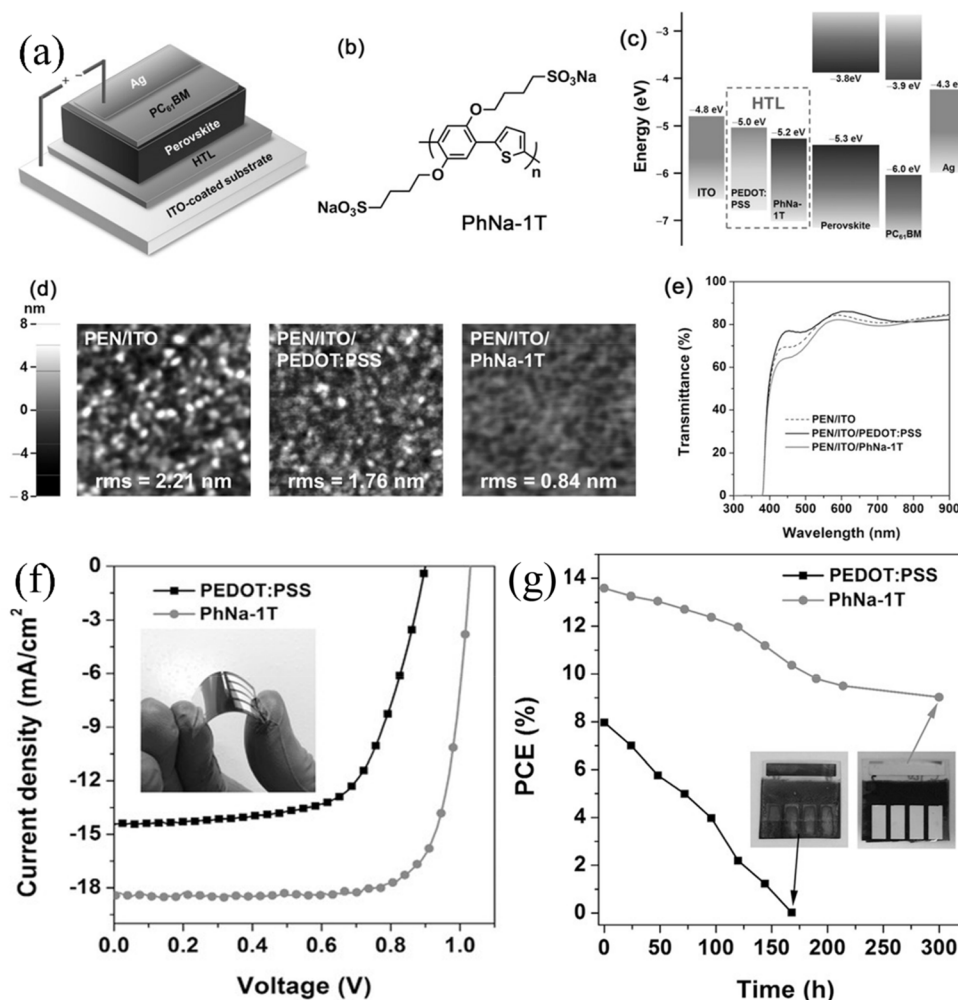 (a)
+ −
Ag
PC₆₁BM
Perovskite
HTL
ITO-coated substrate
(b)
SO₃Na
O
S
n
O
NaO₃S
PhNa-1T
(c)
Energy (eV)
−3
−4
−5
−6
−7
−4.8 eV
ITO
HTL
−5.0 eV
PEDOT:
PSS
−5.2 eV
PhNa-
1T
−3.8eV
−5.3 eV
Perovskite
−3.9 eV
−6.0 eV
PC₆₁BM
−4.3 eV
Ag
(d)
nm
8
4
0
−4
−8
PEN/ITO
rms = 2.21 nm
PEN/ITO/
PEDOT:PSS
rms = 1.76 nm
PEN/ITO/
PhNa-1T
rms = 0.84 nm
(e)
Transmittance (%)
100
80
60
40
20
0
PEN/ITO
PEN/ITO/PEDOT:PSS
PEN/ITO/PhNa-1T
300 400 500 600 700 800 900
Wavelength (nm)
(f)
Current density (mA/cm²)
0
-3
-6
-9
-12
-15
-18
PEDOT:PSS
PhNa-1T
0.0 0.2 0.4 0.6 0.8 1.0
Voltage (V)
(g)
PCE (%)
14
12
10
8
6
4
2
0
PEDOT:PSS
PhNa-1T
0 50 100 150 200 250 300
Time (h)